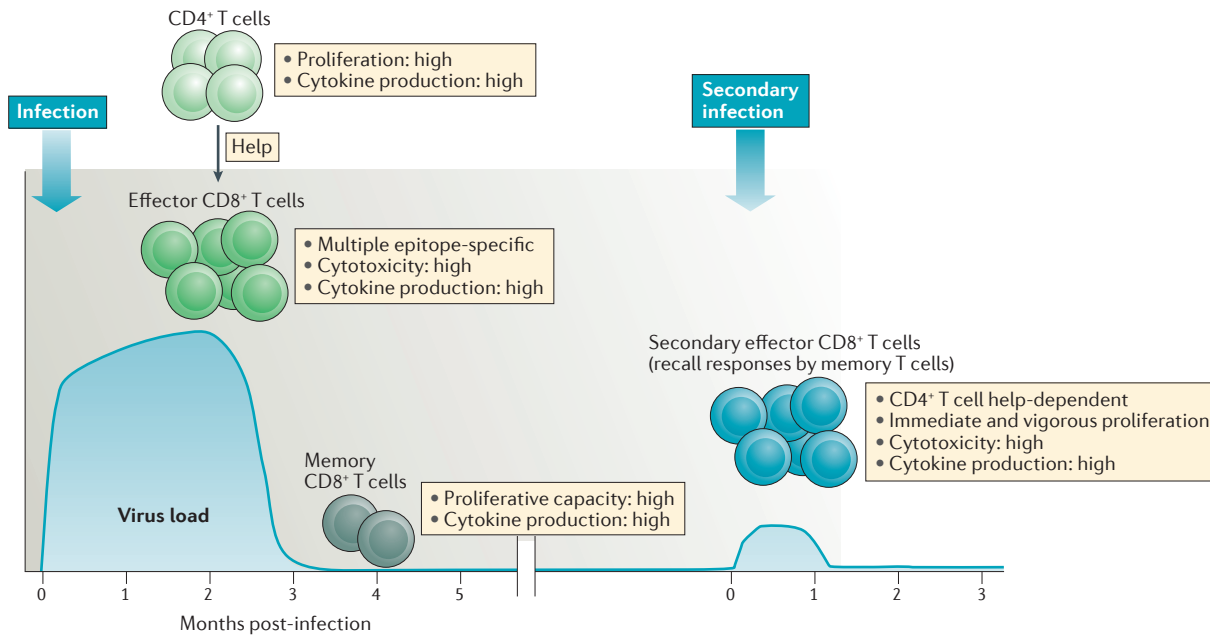 CD4⁺ T cells
• Proliferation: high
• Cytokine production: high
Infection
Help
Secondary
infection
Effector CD8⁺ T cells
• Multiple epitope-specific
• Cytotoxicity: high
• Cytokine production: high
Secondary effector CD8⁺ T cells
(recall responses by memory T cells)
• CD4⁺ T cell help-dependent
• Immediate and vigorous proliferation
• Cytotoxicity: high
• Cytokine production: high
Memory
CD8⁺ T cells
• Proliferative capacity: high
• Cytokine production: high
Virus load
0 1 2 3 4 5 0 1 2 3
Months post-infection